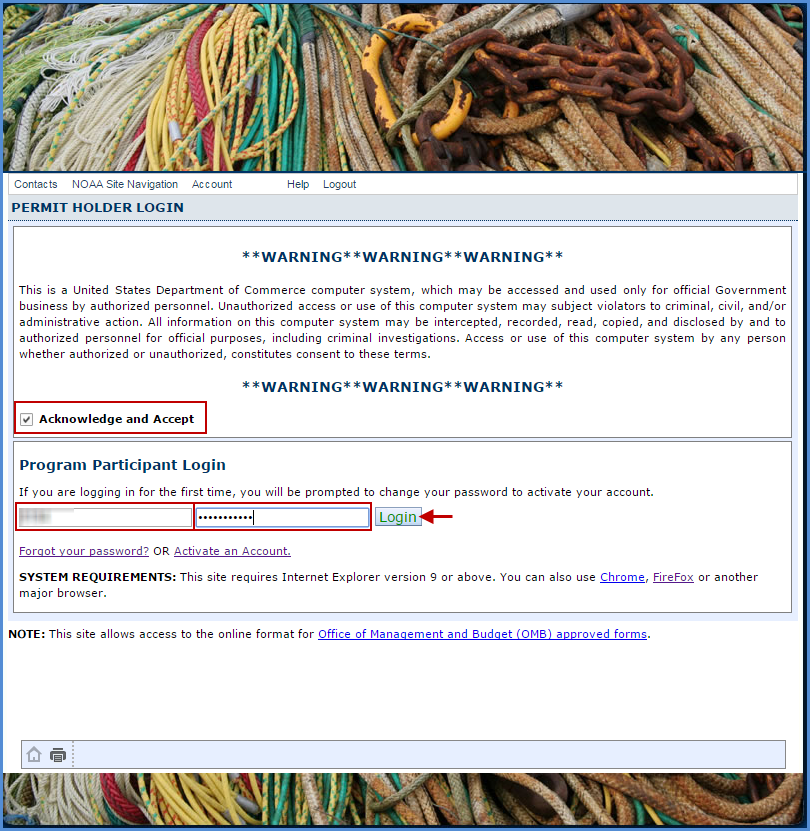 Contacts NOAA Site Navigation Account Help Logout
PERMIT HOLDER LOGIN
**WARNING**WARNING**WARNING**
This is a United States Department of Commerce computer system, which may be accessed and used only for official Government
business by authorized personnel. Unauthorized access or use of this computer system may subject violators to criminal, civil, and/or
administrative action. All information on this computer system may be intercepted, recorded, read, copied, and disclosed by and to
authorized personnel for official purposes, including criminal investigations. Access or use of this computer system by any person
whether authorized or unauthorized, constitutes consent to these terms.
**WARNING**WARNING**WARNING**
Acknowledge and Accept
Program Participant Login
If you are logging in for the first time, you will be prompted to change your password to activate your account.
Login
Forgot your password? OR Activate an Account.
SYSTEM REQUIREMENTS: This site requires Internet Explorer version 9 or above. You can also use Chrome, FireFox or another
major browser.
NOTE: This site allows access to the online format for Office of Management and Budget (OMB) approved forms.